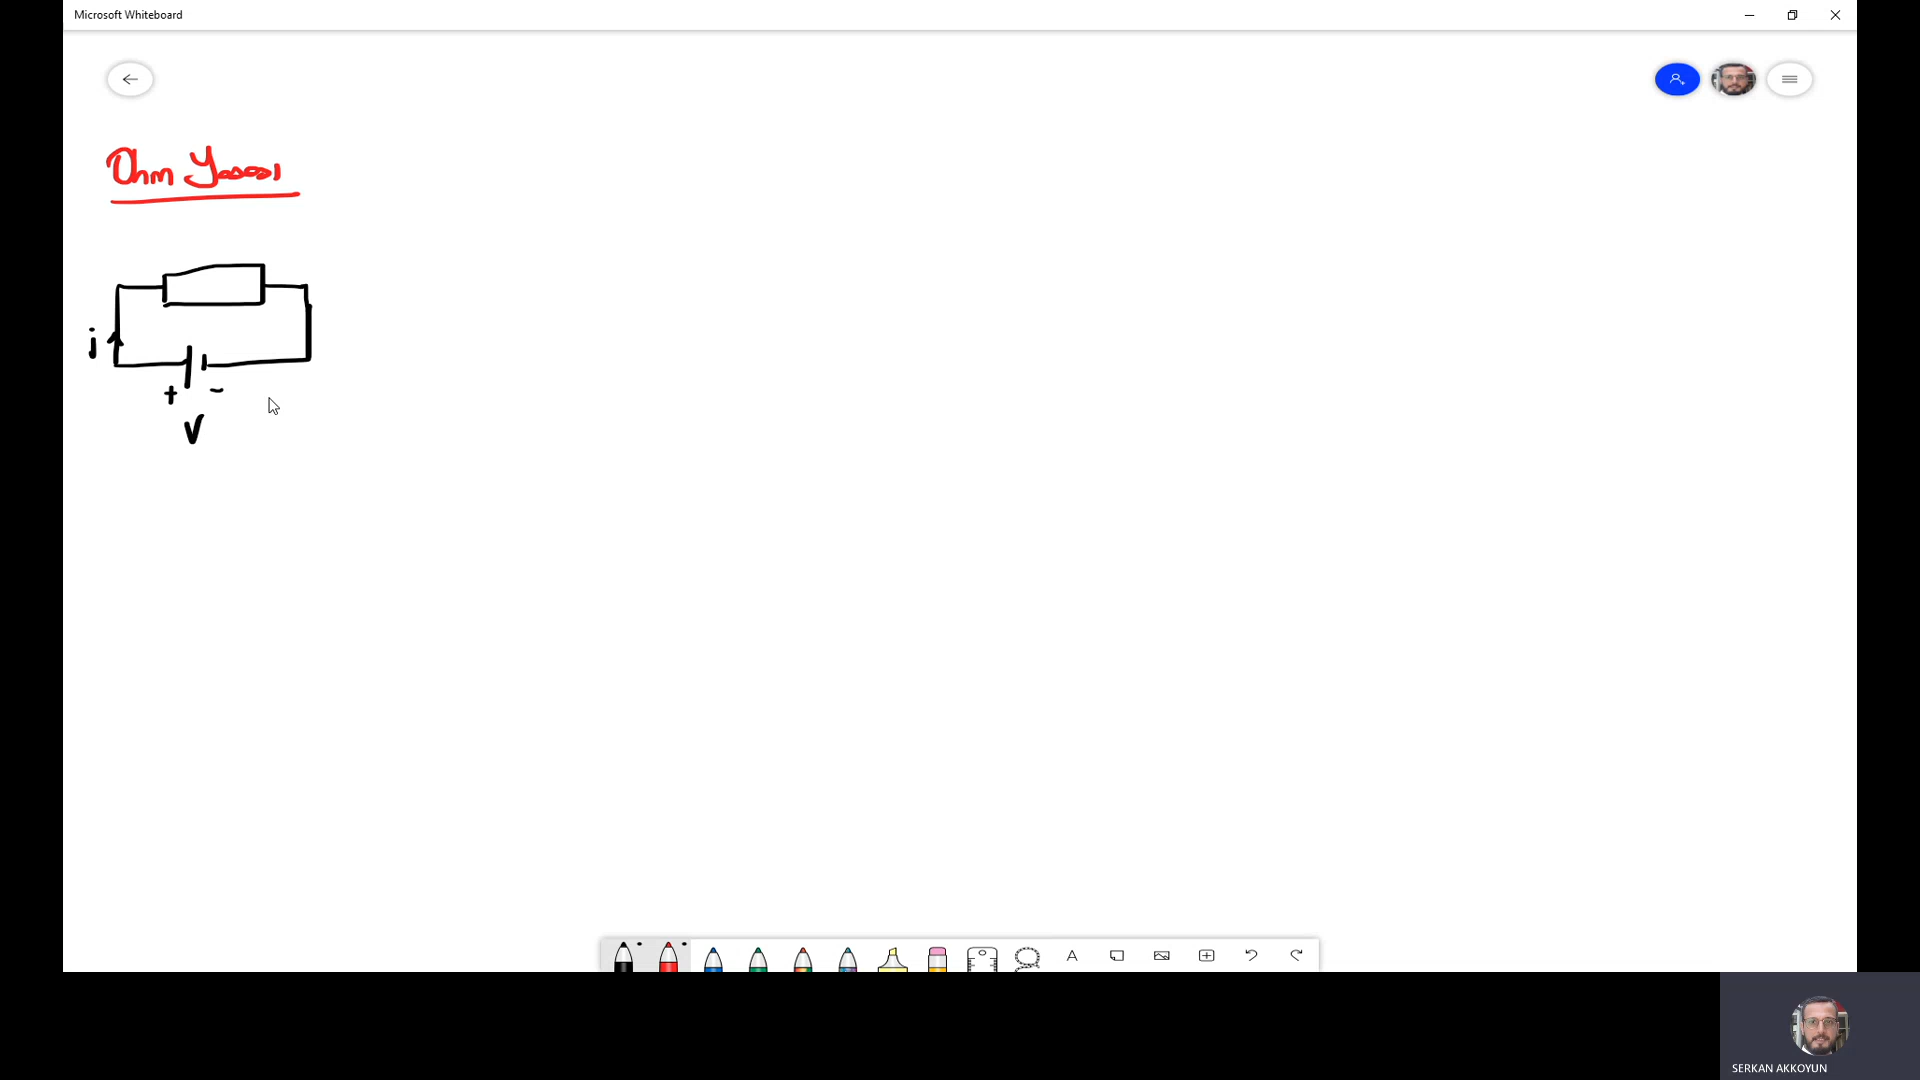 Microsoft Whiteboard
Ohm Yasası
i
+ -
V
A
SERKAN AKKOYUN